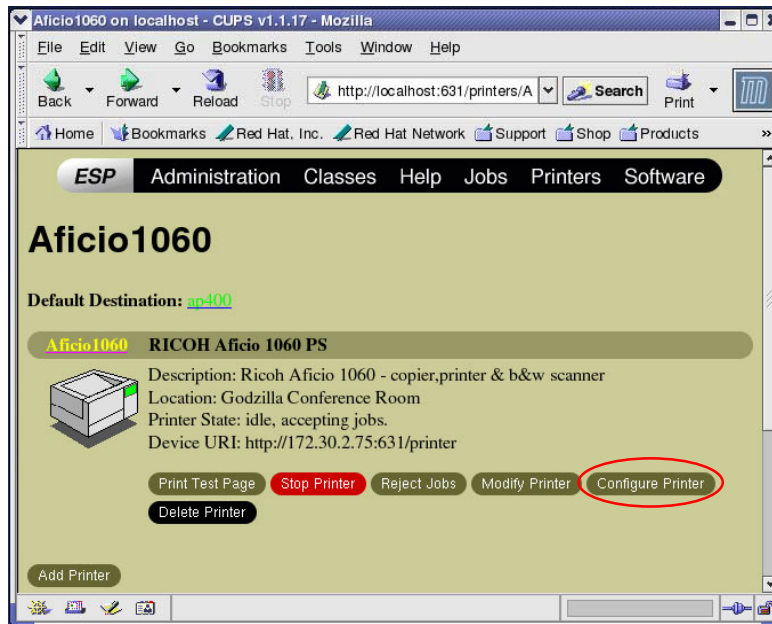 Aficio1060 on localhost - CUPS v1.1.17 - Mozilla
File Edit View Go Bookmarks Tools Window Help
Back Forward Reload Stop http://localhost:631/printers/A Search Print
Home Bookmarks Red Hat, Inc. Red Hat Network Support Shop Products »
ESP Administration Classes Help Jobs Printers Software
Aficio1060
Default Destination: ap400
Aficio1060 RICOH Aficio 1060 PS
Description: Ricoh Aficio 1060 - copier,printer & b&w scanner
Location: Godzilla Conference Room
Printer State: idle, accepting jobs.
Device URI: http://172.30.2.75:631/printer
Print Test Page Stop Printer Reject Jobs Modify Printer Configure Printer
Delete Printer
Add Printer